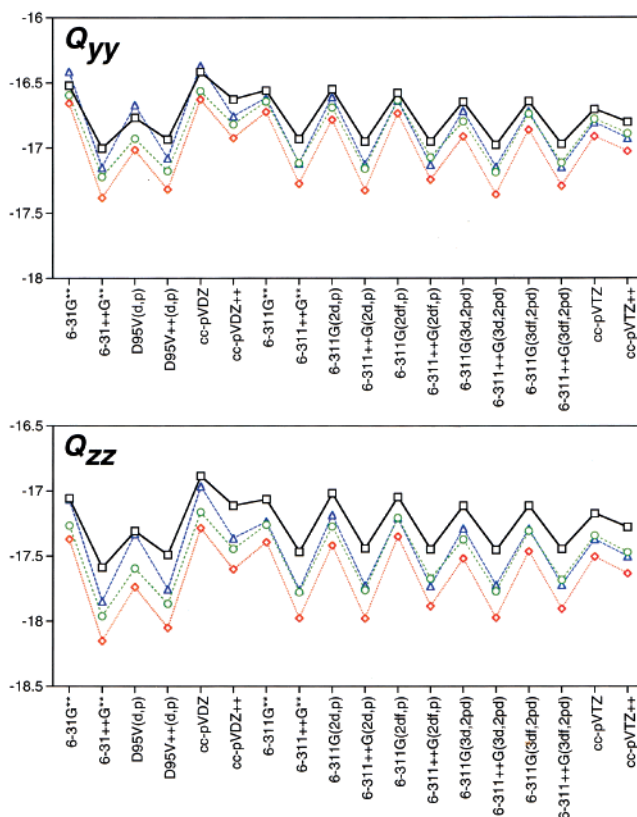 -16
Qyy
-16.5
-17
-17.5
-18
6-31G**
6-31++G**
D95V(d,p)
D95V++(d,p)
cc-pVDZ
cc-pVDZ++
6-311G**
6-311++G**
6-311G(2d,p)
6-311++G(2d,p)
6-311G(2df,p)
6-311++G(2df,p)
6-311G(3d,2pd)
6-311++G(3d,2pd)
6-311G(3df,2pd)
6-311++G(3df,2pd)
cc-pVTZ
cc-pVTZ++
-16.5
Qzz
-17
-17.5
-18
-18.5
6-31G**
6-31++G**
D95V(d,p)
D95V++(d,p)
cc-pVDZ
cc-pVDZ++
6-311G**
6-311++G**
6-311G(2d,p)
6-311++G(2d,p)
6-311G(2df,p)
6-311++G(2df,p)
6-311G(3d,2pd)
6-311++G(3d,2pd)
6-311G(3df,2pd)
6-311++G(3df,2pd)
cc-pVTZ
cc-pVTZ++